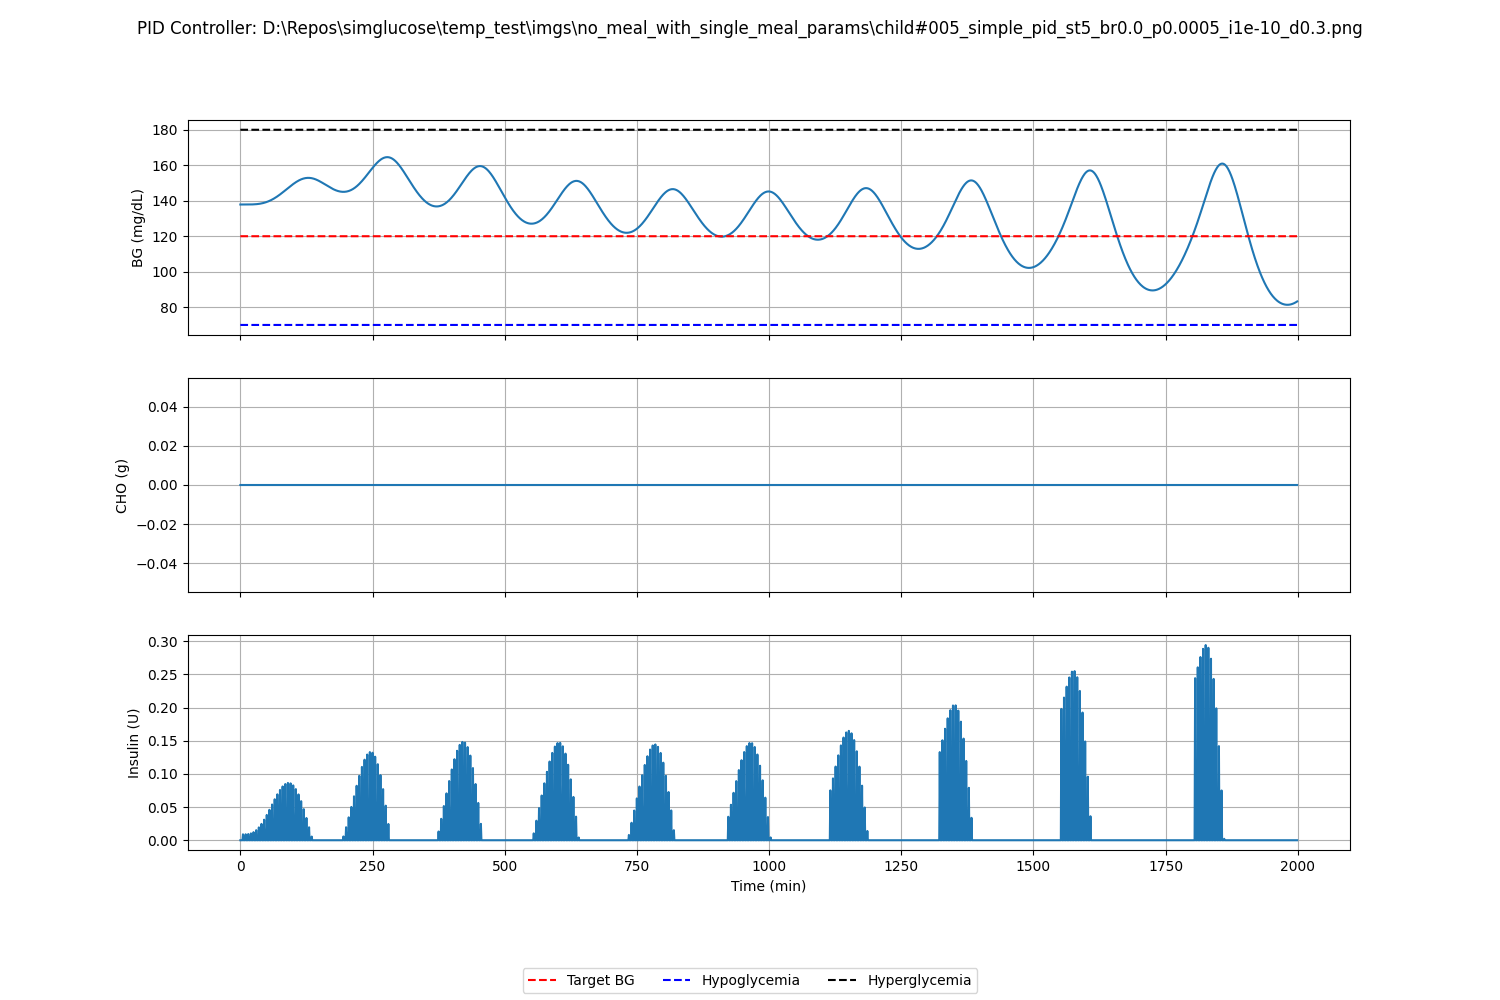 PID Controller: D:\Repos\simglucose\temp_test\imgs\no_meal_with_single_meal_params\child#005_simple_pid_st5_br0.0_p0.0005_i1e-10_d0.3.png
180
160
140
120
100
80
BG (mg/dL)
0.04
0.02
0.00
−0.02
−0.04
CHO (g)
0.30
0.25
0.20
0.15
0.10
0.05
0.00
Insulin (U)
0 250 500 750 1000 1250 1500 1750 2000
Time (min)
Target BG Hypoglycemia Hyperglycemia